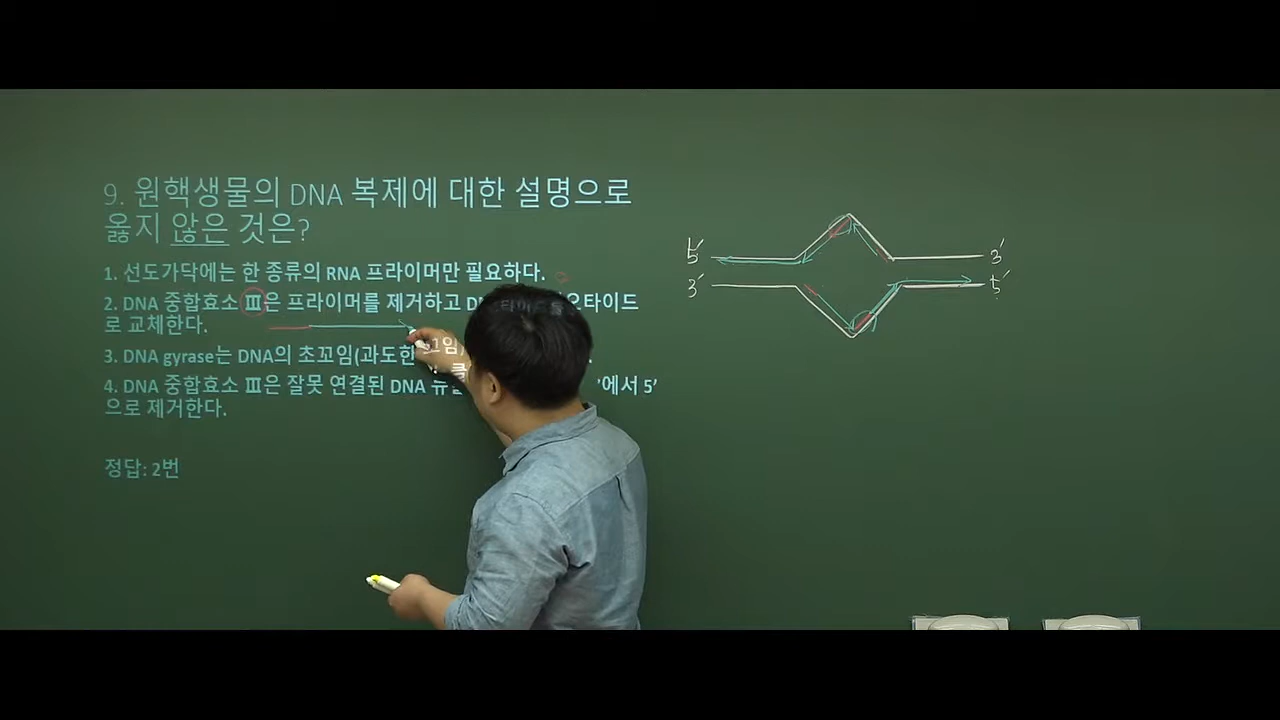 9. 원핵생물의 DNA 복제에 대한 설명으로
옳지 않은 것은?
1. 선도가닥에는 한 종류의 RNA 프라이머만 필요하다.
2. DNA 중합효소 Ⅲ은 프라이머를 제거하고
로 교체한다.
3. DNA gyrase는 DNA의 초꼬임(과도한
4. DNA 중합효소 Ⅲ은 잘못 연결된 DNA 에서 5’
으로 제거한다.
정답: 2번
5′ 3′
3′ 5′